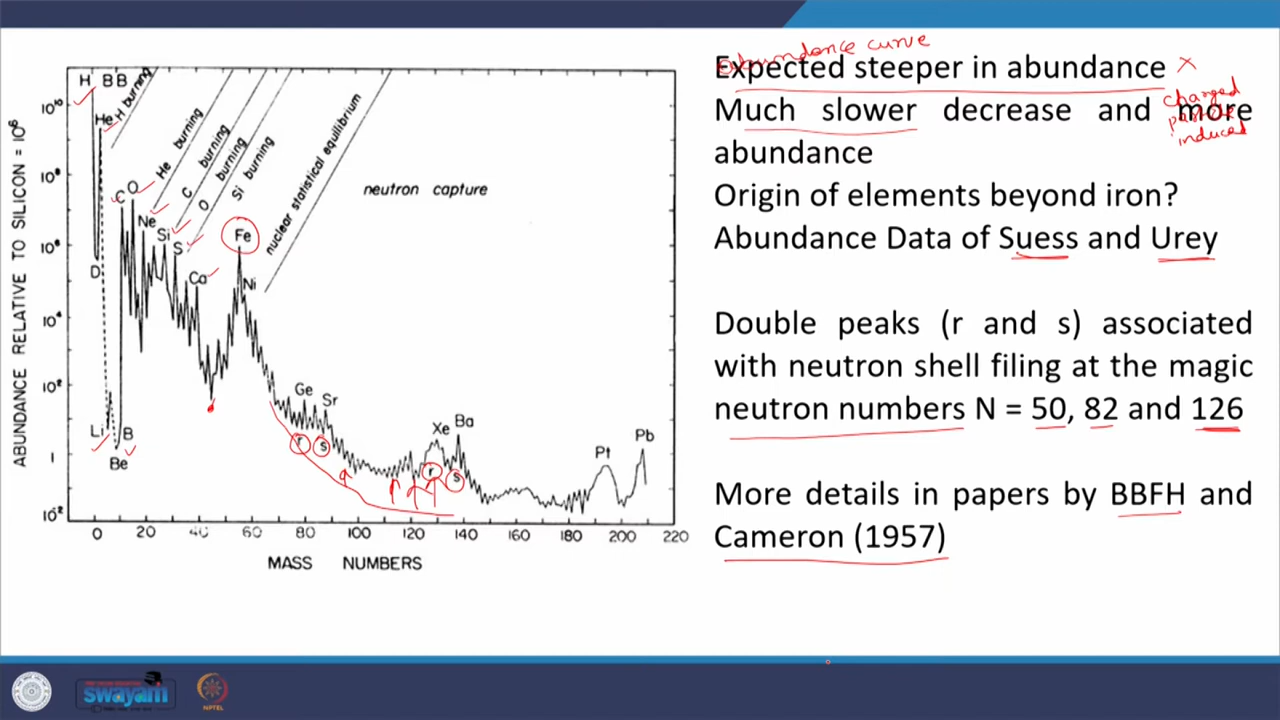 H
BB
He
H burning
He burning
C burning
O burning
Si burning
nuclear statistical equilibrium
neutron capture
C
O
Ne
Si
S
Ca
Fe
Ni
D
Li
Be
B
Ge
Sr
r
s
Xe
Ba
r
s
Pt
Pb
ABUNDANCE RELATIVE TO SILICON = 10⁶
10¹⁰
10⁸
10⁶
10⁴
10²
1
10⁻²
0 20 40 60 80 100 120 140 160 180 200 220
MASS NUMBERS
abundance curve
Expected steeper in abundance ×
charged
particle
induced
Much slower decrease and more
abundance
Origin of elements beyond iron?
Abundance Data of Suess and Urey
Double peaks (r and s) associated
with neutron shell filing at the magic
neutron numbers N = 50, 82 and 126
More details in papers by BBFH and
Cameron (1957)
swayam
NPTEL